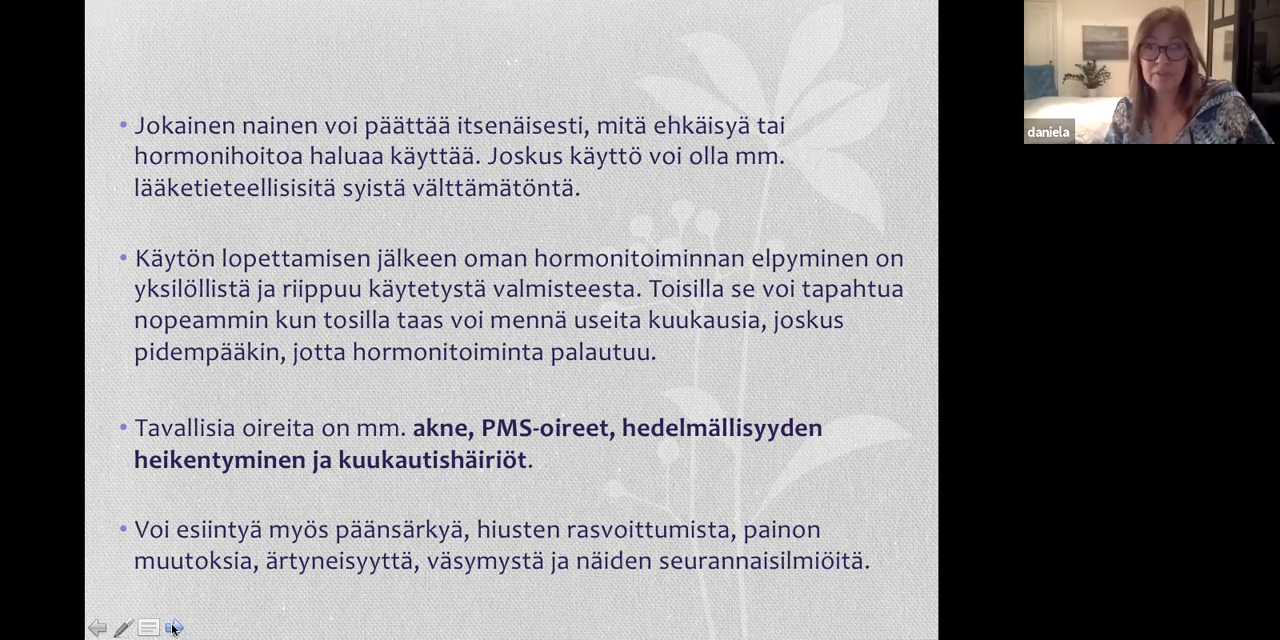 • Jokainen nainen voi päättää itsenäisesti, mitä ehkäisyä tai
hormonihoitoa haluaa käyttää. Joskus käyttö voi olla mm.
lääketieteellisisitä syistä välttämätöntä.
• Käytön lopettamisen jälkeen oman hormonitoiminnan elpyminen on
yksilöllistä ja riippuu käytetystä valmisteesta. Toisilla se voi tapahtua
nopeammin kun tosilla taas voi mennä useita kuukausia, joskus
pidempääkin, jotta hormonitoiminta palautuu.
• Tavallisia oireita on mm. akne, PMS-oireet, hedelmällisyyden
heikentyminen ja kuukautishäiriöt.
• Voi esiintyä myös päänsärkyä, hiusten rasvoittumista, painon
muutoksia, ärtyneisyyttä, väsymystä ja näiden seurannaisilmiöitä.
daniela